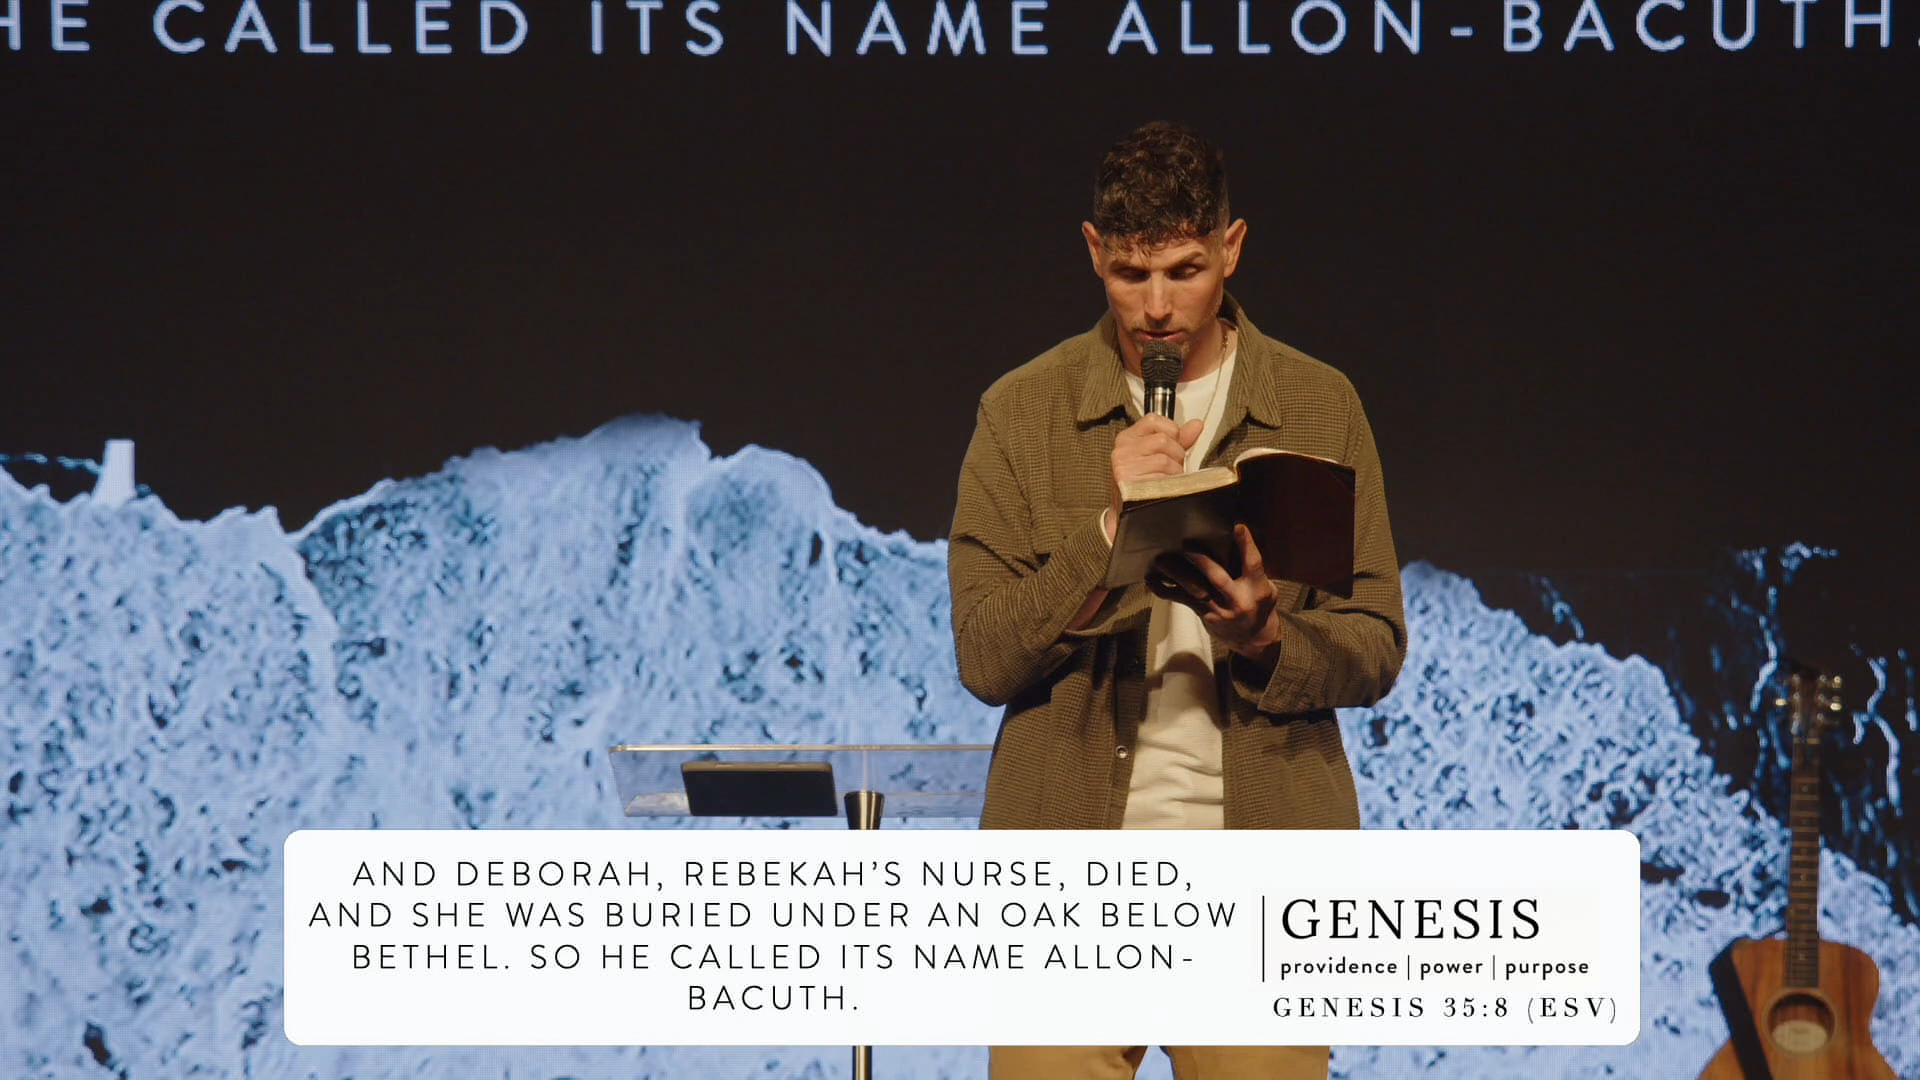 HE CALLED ITS NAME ALLON-BACUTH.
AND DEBORAH, REBEKAH’S NURSE, DIED,
AND SHE WAS BURIED UNDER AN OAK BELOW
BETHEL. SO HE CALLED ITS NAME ALLON-
BACUTH.
GENESIS
providence | power | purpose
GENESIS 35:8 (ESV)